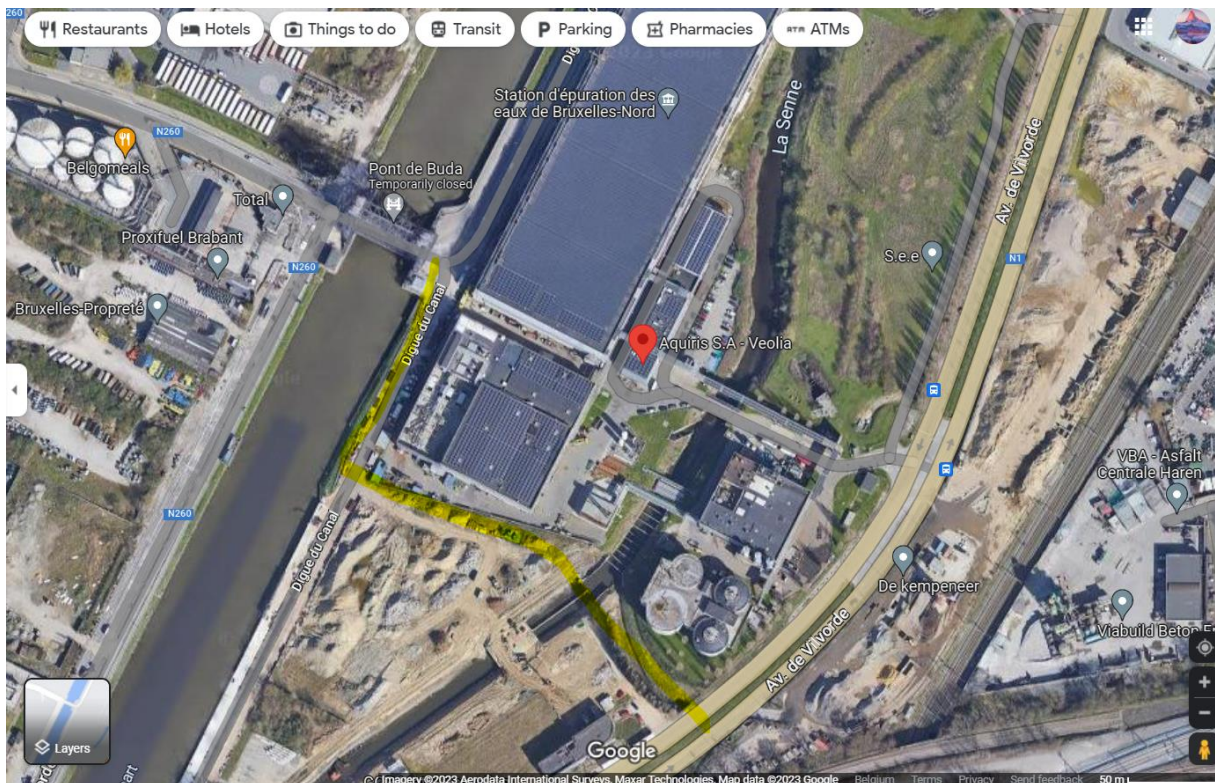 260
Restaurants
Hotels
Things to do
Transit
Parking
Pharmacies
ATMs
Station d'épuration des
eaux de Bruxelles-Nord
La Senne
N260
Belgomeals
Pont de Buda
Temporarily closed
Total
Proxifuel Brabant
Av. de Vilvorde
N260
S.e.e
N1
Bruxelles-Propreté
Digue du Canal
Aquiris S.A - Veolia
VBA - Asfalt
Centrale Haren
N260
Digue du Canal
De kempeneer
Viabuild Beton
Av. de Vilvorde
Layers
Google
Imagery ©2023 Aerodata International Surveys, Maxar Technologies, Map data ©2023 Google Belgium Terms Privacy Send feedback 50 m